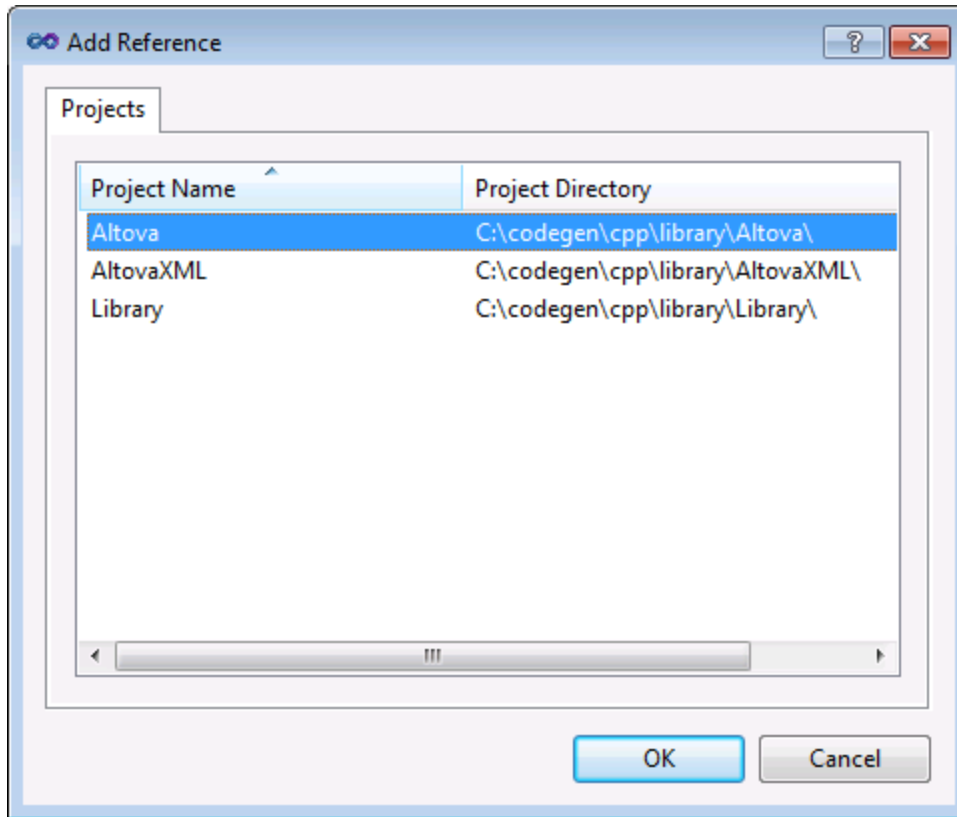 Add Reference
Projects
Project Name Project Directory
Altova C:\codegen\cpp\library\Altova\
AltovaXML C:\codegen\cpp\library\AltovaXML\
Library C:\codegen\cpp\library\Library\
OK Cancel